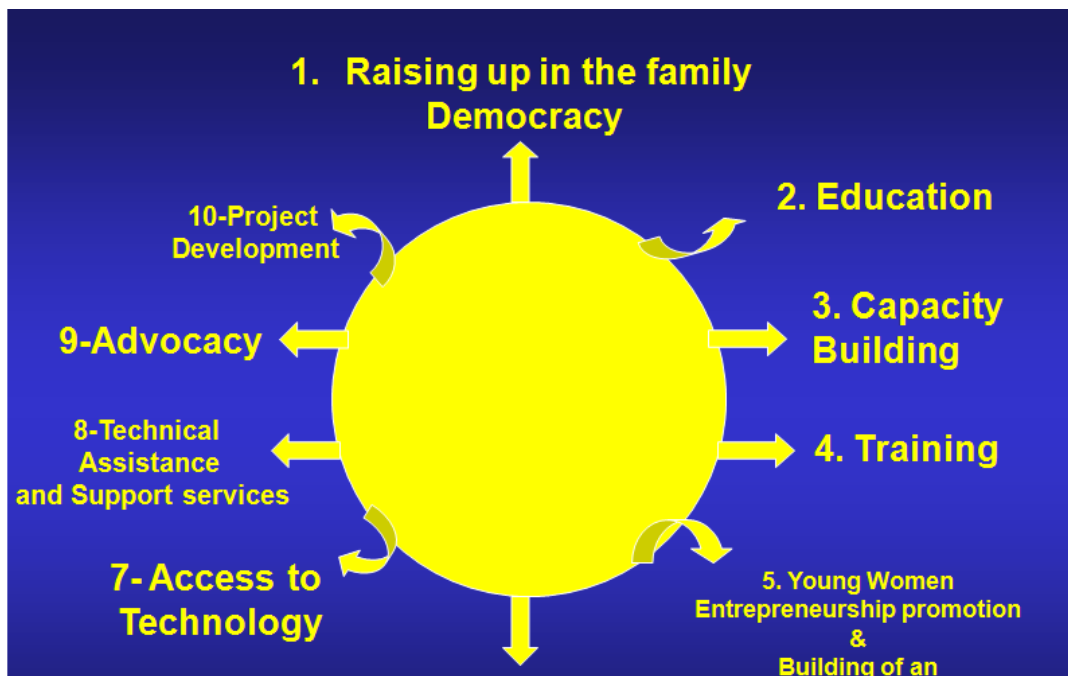 1. Raising up in the family
Democracy
2. Education
3. Capacity
Building
4. Training
5. Young Women
Entrepreneurship promotion
&
Building of an
7- Access to
Technology
8-Technical
Assistance
and Support services
9-Advocacy
10-Project
Development